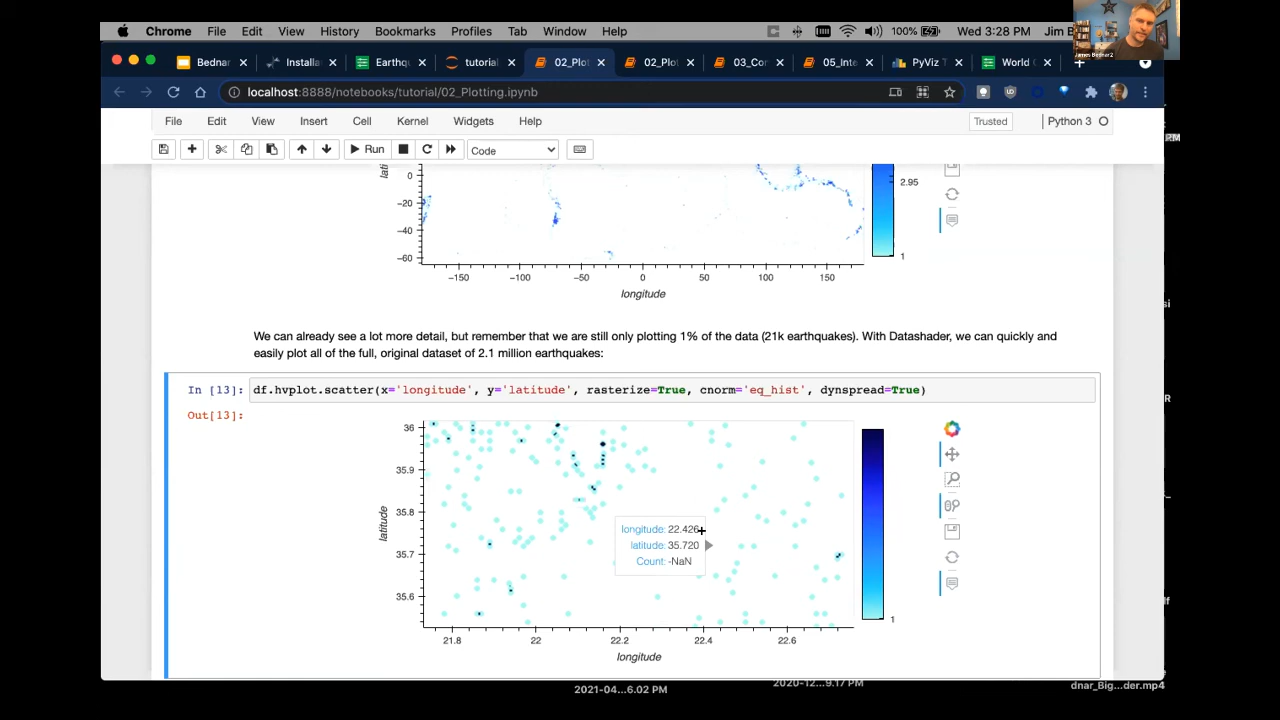 Chrome File Edit View History Bookmarks Profiles Tab Window Help 100% Wed 3:28 PM Jim B
James Bednar2
Bednar Installa Earthqu tutorial 02_Plot 02_Plot 03_Cor 05_Inte PyViz T World C
localhost:8888/notebooks/tutorial/02_Plotting.ipynb
File Edit View Insert Cell Kernel Widgets Help Trusted Python 3
Run Code
PM
lati
0
−20
−40
−60
2.95
1
−150 −100 −50 0 50 100 150
longitude
We can already see a lot more detail, but remember that we are still only plotting 1% of the data (21k earthquakes). With Datashader, we can quickly and
easily plot all of the full, original dataset of 2.1 million earthquakes:
In [13]: df.hvplot.scatter(x='longitude', y='latitude', rasterize=True, cnorm='eq_hist', dynspread=True)
Out[13]:
36
35.9
35.8
35.7
35.6
latitude
longitude: 22.426
latitude: 35.720
Count: -NaN
1
21.8 22 22.2 22.4 22.6
longitude
2021-04...6.02 PM
2020-12...9.17 PM
dnar_Big...der.mp4